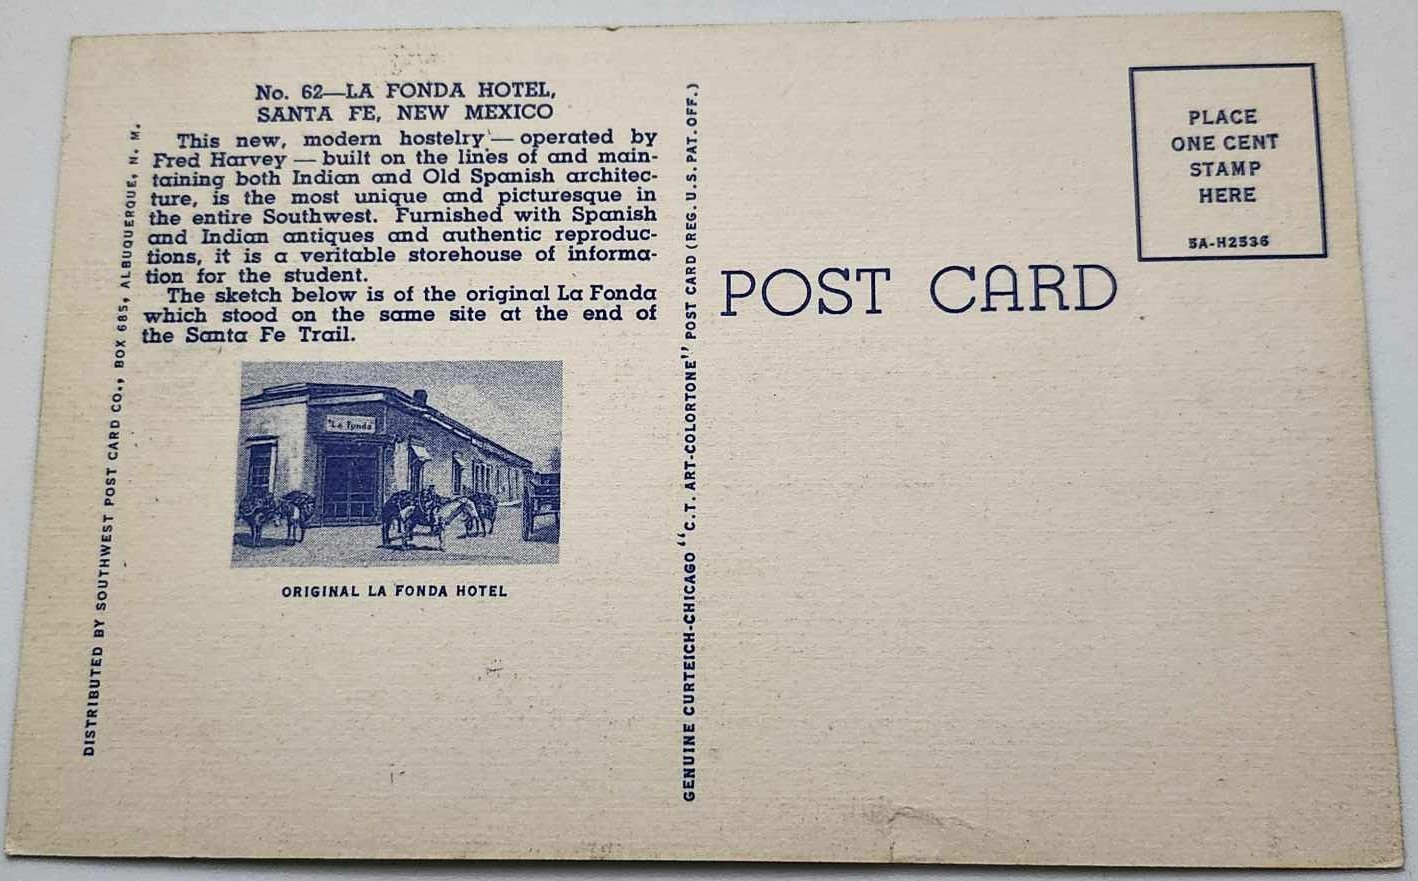 No. 62—LA FONDA HOTEL,
SANTA FE, NEW MEXICO
This new, modern hostelry — operated by
Fred Harvey — built on the lines of and main-
taining both Indian and Old Spanish architec-
ture, is the most unique and picturesque in
the entire Southwest. Furnished with Spanish
and Indian antiques and authentic reproduc-
tions, it is a veritable storehouse of informa-
tion for the student.
The sketch below is of the original La Fonda
which stood on the same site at the end of
the Santa Fe Trail.
"La Fonda"
ORIGINAL LA FONDA HOTEL
DISTRIBUTED BY SOUTHWEST POST CARD CO., BOX 685, ALBUQUERQUE, N. M.
GENUINE CURTEICH-CHICAGO "C.T. ART-COLORTONE" POST CARD (REG. U.S. PAT. OFF.)
POST CARD
PLACE
ONE CENT
STAMP
HERE
5A-H2536